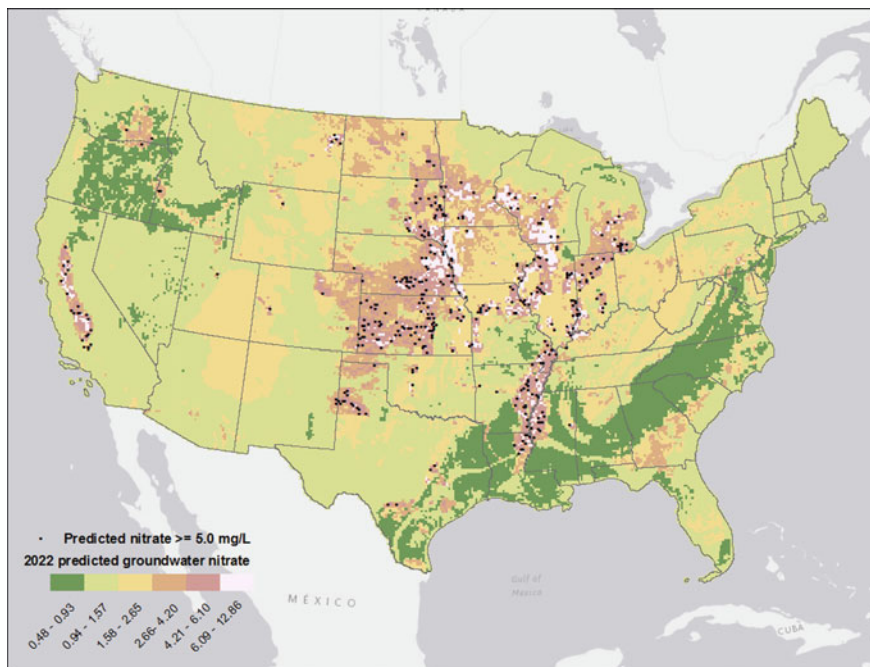 Predicted nitrate >= 5.0 mg/L
2022 predicted groundwater nitrate
0.48 - 0.93
0.94 - 1.57
1.58 - 2.65
2.66- 4.20
4.21 - 6.10
6.09 - 12.86
MÉXICO
Gulf of
Mexico
CUBA